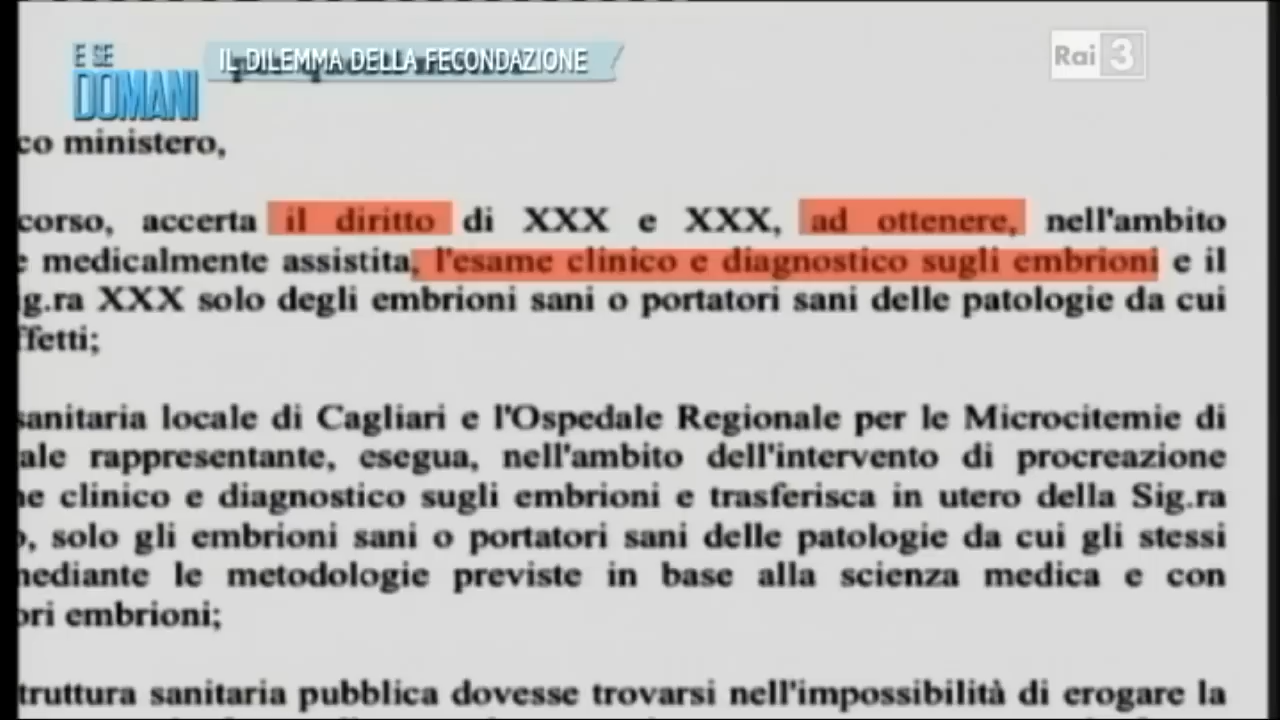 E SE
DOMANI
IL DILEMMA DELLA FECONDAZIONE
Rai 3
co ministero,
corso, accerta il diritto di XXX e XXX, ad ottenere, nell'ambito
e medicalmente assistita, l'esame clinico e diagnostico sugli embrioni e il
ig.ra XXX solo degli embrioni sani o portatori sani delle patologie da cui
ffetti;
sanitaria locale di Cagliari e l'Ospedale Regionale per le Microcitemie di
ale rappresentante, esegua, nell'ambito dell'intervento di procreazione
ne clinico e diagnostico sugli embrioni e trasferisca in utero della Sig.ra
o, solo gli embrioni sani o portatori sani delle patologie da cui gli stessi
mediante le metodologie previste in base alla scienza medica e con
ori embrioni;
truttura sanitaria pubblica dovesse trovarsi nell'impossibilità di erogare la